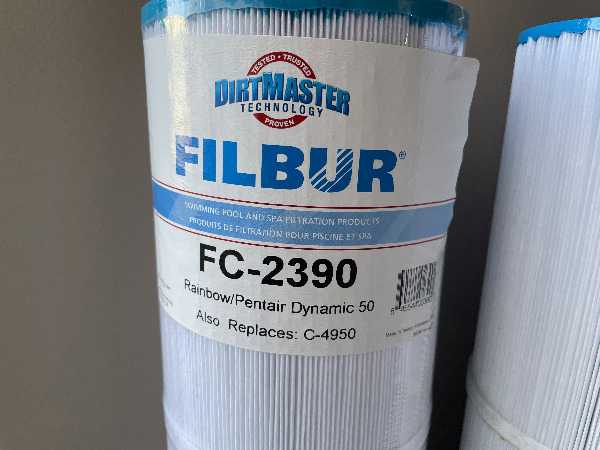 TESTED • TRUSTED
DIRTMASTER
TECHNOLOGY
PROVEN
FILBUR®
SWIMMING POOL AND SPA FILTRATION PRODUCTS
PRODUITS DE FILTRATION POUR PISCINE ET SPA
FC-2390
Rainbow/Pentair Dynamic 50
Also Replaces: C-4950